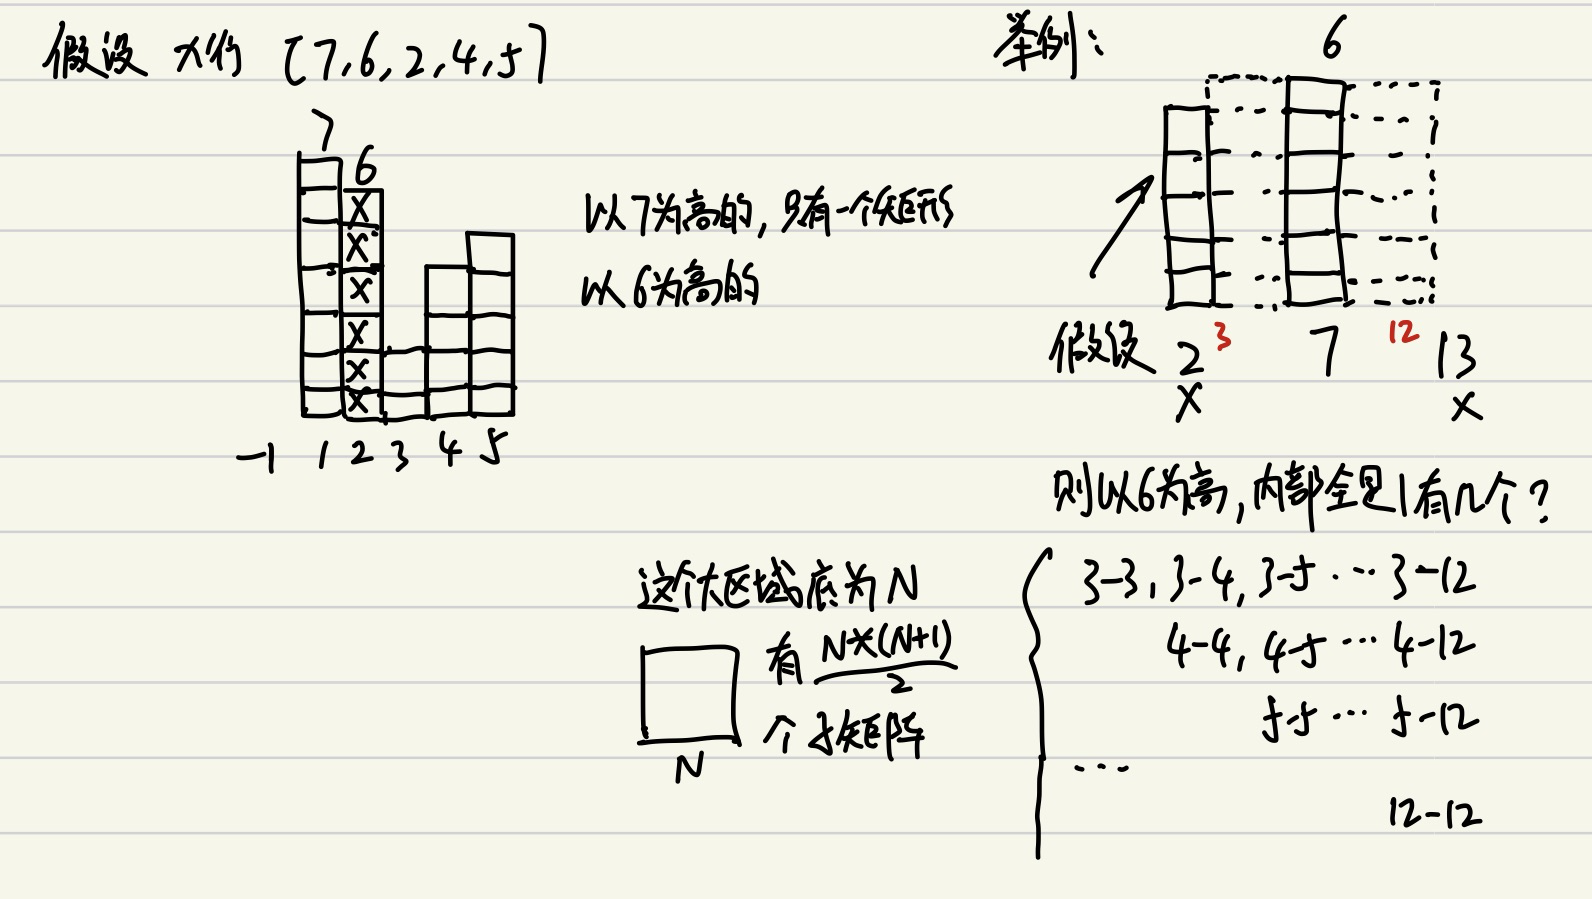 假设 x行 [7,6,2,4,5]
7
6
X
X
X
X
X
X
-1 1 2 3 4 5
以7为高的,只有一个矩形
以6为高的
举例:
6
假设 2 3 7 12 13
X X
则以6为高,内部全是1有几个?
这个大区域底为N
有 N*(N+1)
2
个子矩阵
N
3-3, 3-4, 3-5 ... 3-12
4-4, 4-5 ... 4-12
5-5 ... 5-12
...
12-12